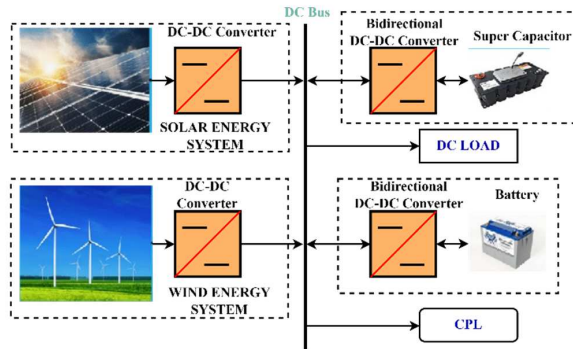 DC Bus
DC-DC Converter
SOLAR ENERGY
SYSTEM
Bidirectional
DC-DC Converter
Super Capacitor
DC LOAD
DC-DC
Converter
WIND ENERGY
SYSTEM
Bidirectional
DC-DC Converter
Battery
CPL